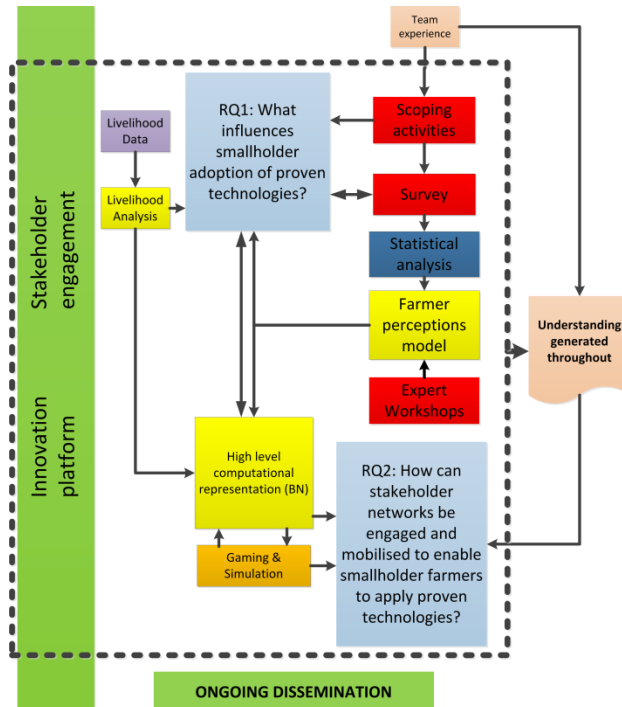 Team
experience
Stakeholder
engagement
Innovation
platform
Livelihood
Data
Livelihood
Analysis
RQ1: What
influences
smallholder
adoption of proven
technologies?
Scoping
activities
Survey
Statistical
analysis
Farmer
perceptions
model
Expert
Workshops
Understanding
generated
throughout
High level
computational
representation (BN)
Gaming &
Simulation
RQ2: How can
stakeholder
networks be
engaged and
mobilised to enable
smallholder farmers
to apply proven
technologies?
ONGOING DISSEMINATION